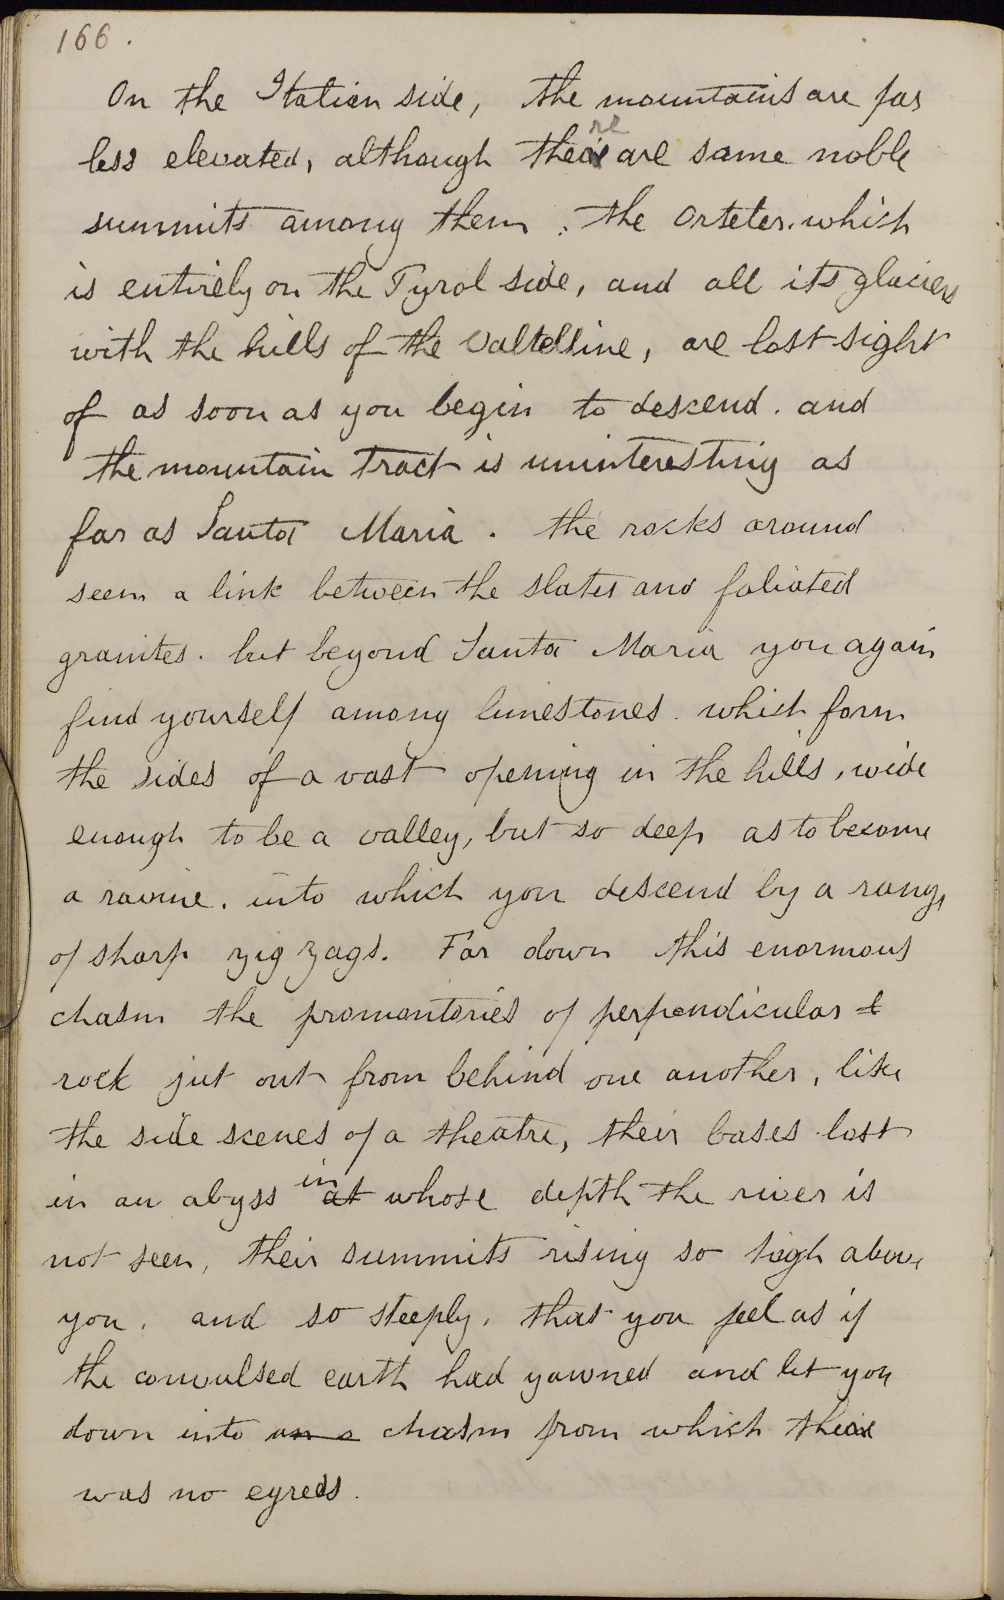 166.
On the Italian side, the mountains are far
less elevated, although there are some noble
summits among them; the Orteler. which
is entirely on the Tyrol side, and all its glaciers
with the hills of the Valtelline, are lost sight
of as soon as you begin to descend. and
the mountain tract is uninteresting as
far as Santa Maria. the rocks around
seem a link between the slates and foliated
granites. but beyond Santa Maria you again
find yourself among limestones. which form
the sides of a vast opening in the hills, wide
enough to be a valley, but so deep as to become
a ravine. into which you descend by a range
of sharp zig zags. Far down this enormous
chasm the promontories of perpendicular
rock jut out from behind one another, like
the side scenes of a theatre, their bases lost
in an abyss in at whose depth the river is
not seen, their summits rising so high above
you. and so steeply. that you feel as if
the convulsed earth had yawned and let you
down into chasm from which there
was no egress.